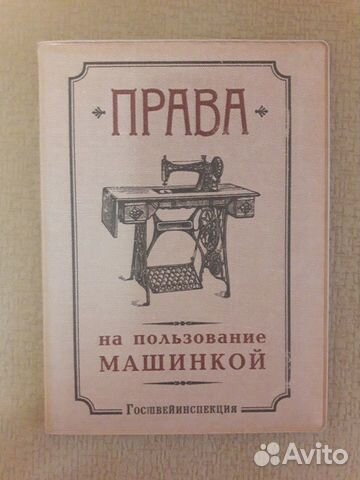 ПРАВА
на пользование
МАШИНКОЙ
Госшвейинспекция
Avito